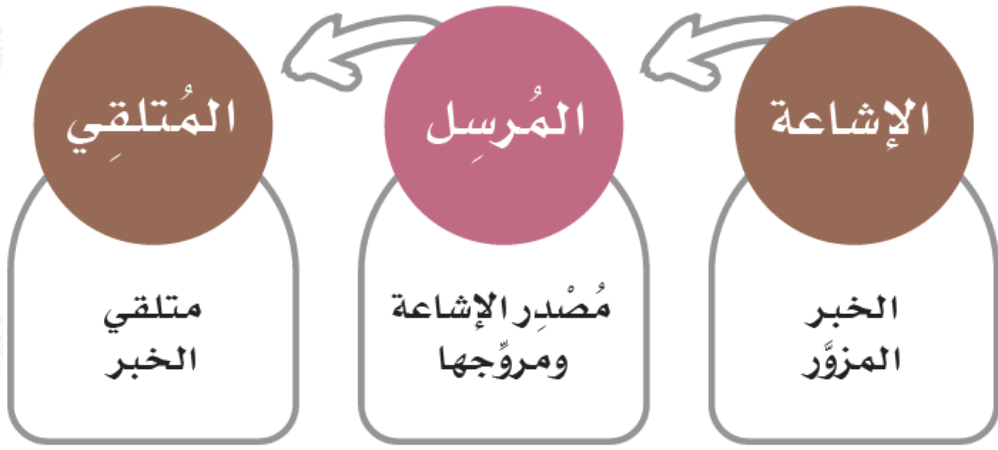 الإشاعة
الخبر
المزوَّر
المُرسِل
مُصْدِر الإشاعة
ومروِّجها
المُتلقِي
متلقي
الخبر